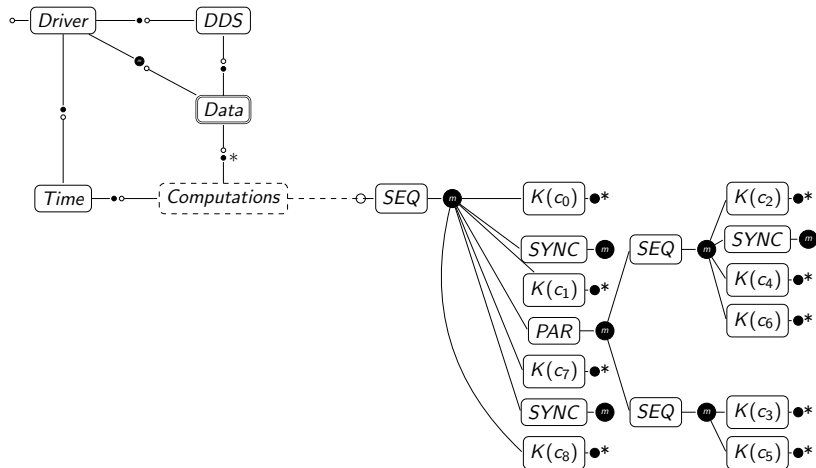 Driver DDS
−
Data
*
Time Computations SEQ m K(c₀) * K(c₂) *
SYNC m SEQ m SYNC m
K(c₁) * K(c₄) *
PAR m K(c₆) *
K(c₇) *
SYNC m SEQ m K(c₃) *
K(c₈) * K(c₅) *